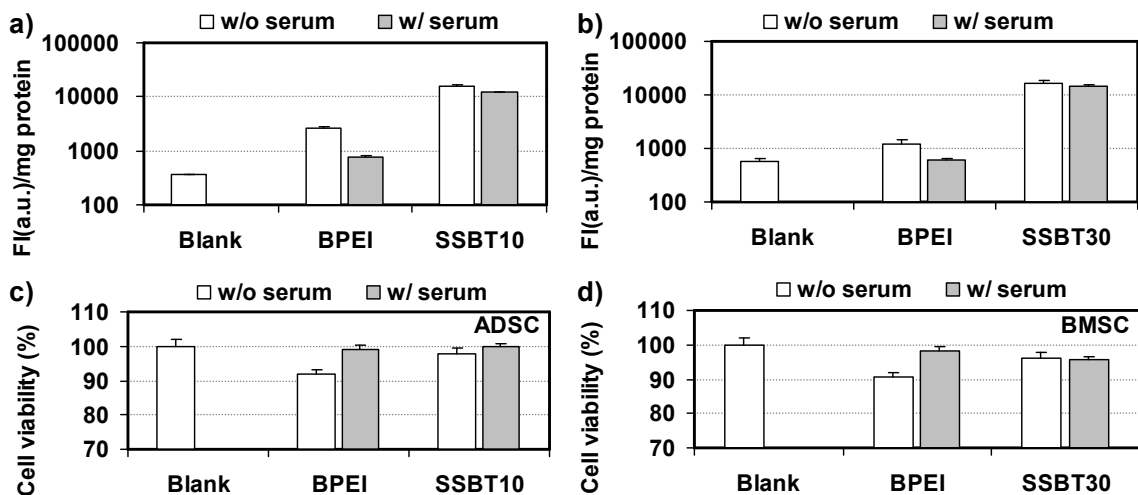 a) w/o serum w/ serum
100000
10000
1000
100
FI(a.u.)/mg protein
Blank BPEI SSBT10
b) w/o serum w/ serum
100000
10000
1000
100
FI(a.u.)/mg protein
Blank BPEI SSBT30
c) w/o serum w/ serum
ADSC
110
100
90
80
70
Cell viability (%)
Blank BPEI SSBT10
d) w/o serum w/ serum
BMSC
110
100
90
80
70
Cell viability (%)
Blank BPEI SSBT30